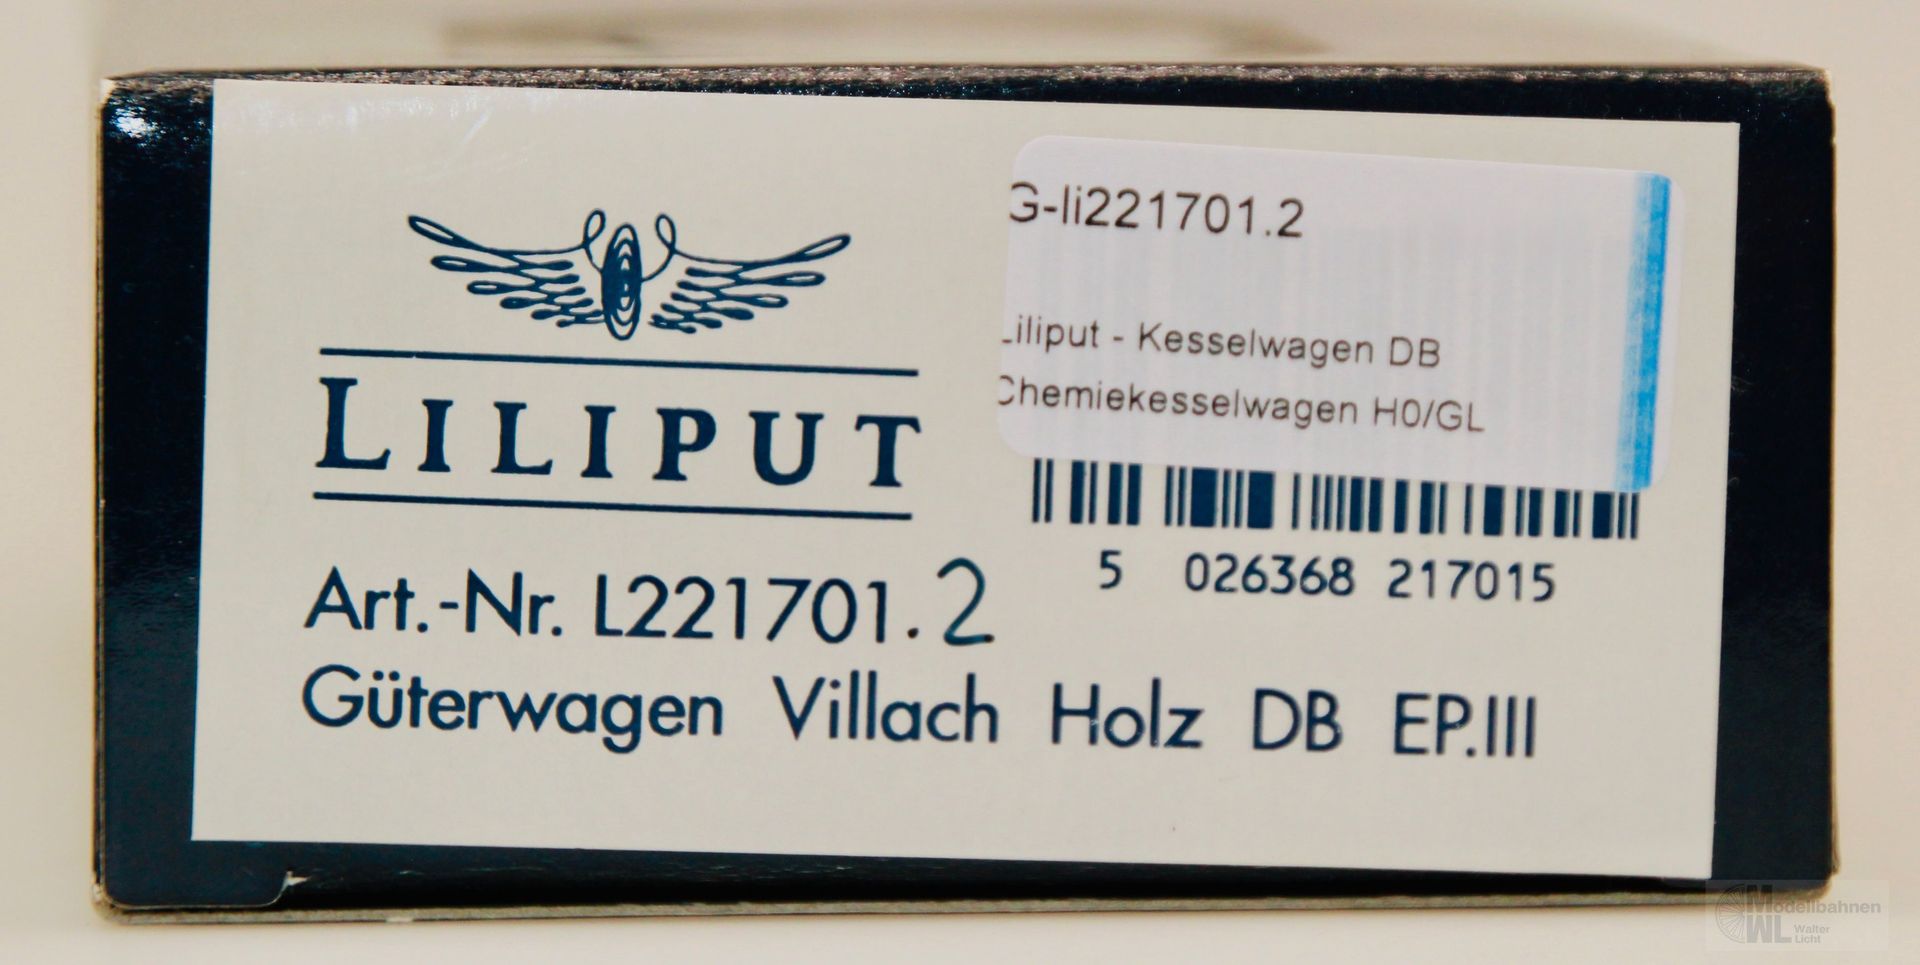 G-li221701.2
Liliput - Kesselwagen DB
Chemiekesselwagen H0/GL
LILIPUT
5 026368 217015
Art.-Nr. L221701.2
Güterwagen Villach Holz DB EP.III
Modellbahnen
WL Walter
Licht